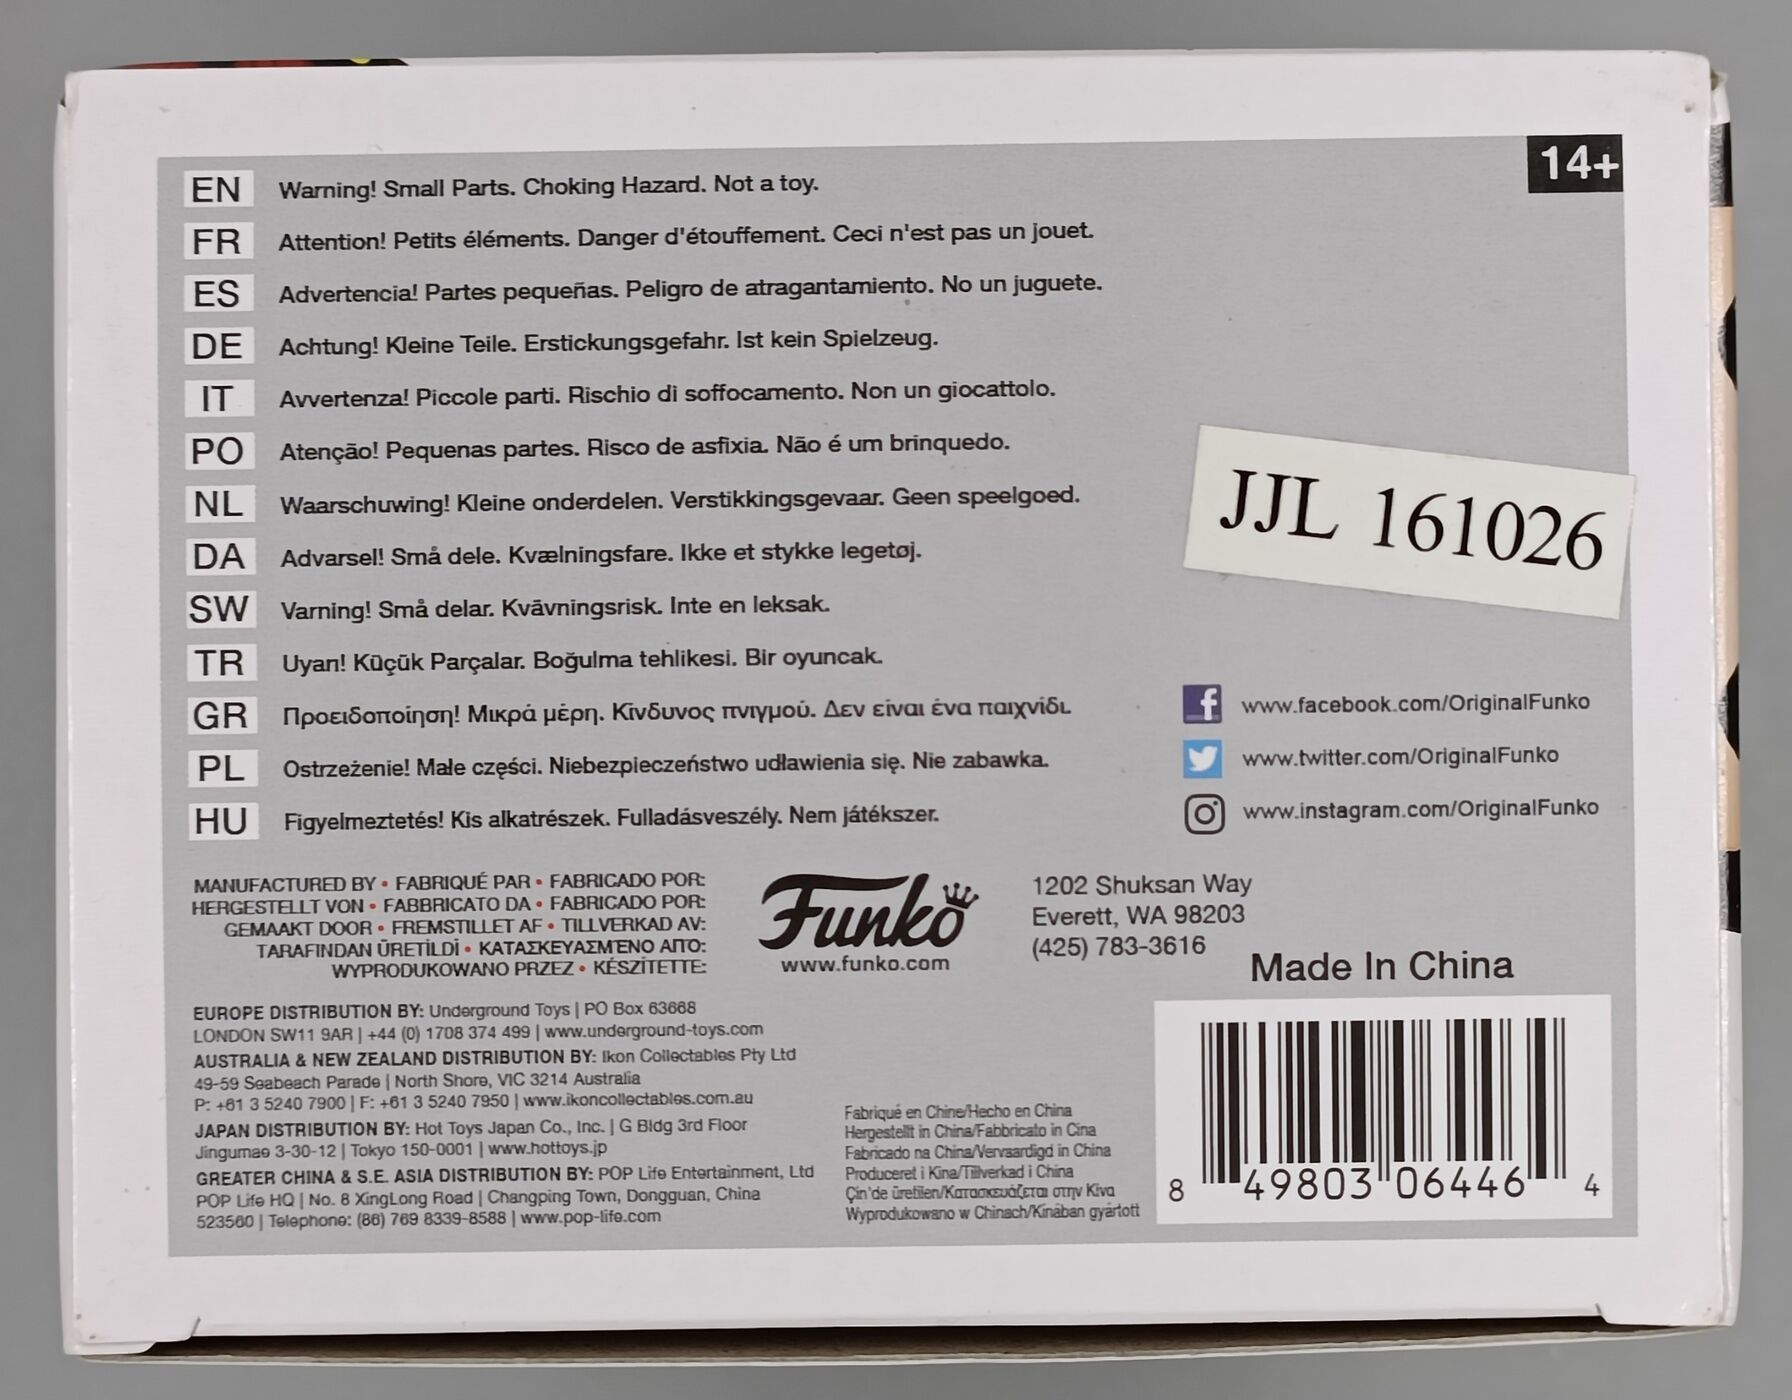 14+
EN Warning! Small Parts. Choking Hazard. Not a toy.
FR Attention! Petits éléments. Danger d'étouffement. Ceci n'est pas un jouet.
ES Advertencia! Partes pequeñas. Peligro de atragantamiento. No un juguete.
DE Achtung! Kleine Teile. Erstickungsgefahr. Ist kein Spielzeug.
IT Avvertenza! Piccole parti. Rischio di soffocamento. Non un giocattolo.
PO Atenção! Pequenas partes. Risco de asfixia. Não é um brinquedo.
NL Waarschuwing! Kleine onderdelen. Verstikkingsgevaar. Geen speelgoed.
DA Advarsel! Små dele. Kvælningsfare. Ikke et stykke legetøj.
SW Varning! Små delar. Kvävningsrisk. Inte en leksak.
TR Uyarı! Küçük Parçalar. Boğulma tehlikesi. Bir oyuncak.
GR Προειδοποίηση! Μικρά μέρη. Κίνδυνος πνιγμού. Δεν είναι ένα παιχνίδι.
PL Ostrzeżenie! Małe części. Niebezpieczeństwo udławienia się. Nie zabawka.
HU Figyelmeztetés! Kis alkatrészek. Fulladásveszély. Nem játékszer.
JJL 161026
www.facebook.com/OriginalFunko
www.twitter.com/OriginalFunko
www.instagram.com/OriginalFunko
MANUFACTURED BY • FABRIQUÉ PAR • FABRICADO POR:
HERGESTELLT VON • FABBRICATO DA • FABRICADO POR:
GEMAAKT DOOR • FREMSTILLET AF • TILLVERKAD AV:
TARAFINDAN ÜRETİLDİ • ΚΑΤΑΣΚΕΥΑΣΜΈΝΟ ΑΠΌ:
WYPRODUKOWANO PRZEZ • KÉSZÍTETTE:
Funko
www.funko.com
1202 Shuksan Way
Everett, WA 98203
(425) 783-3616
Made In China
EUROPE DISTRIBUTION BY: Underground Toys | PO Box 63668
LONDON SW11 9AR | +44 (0) 1708 374 499 | www.underground-toys.com
AUSTRALIA & NEW ZEALAND DISTRIBUTION BY: Ikon Collectables Pty Ltd
49-59 Seabeach Parade | North Shore, VIC 3214 Australia
P: +61 3 5240 7900 | F: +61 3 5240 7950 | www.ikoncollectables.com.au
JAPAN DISTRIBUTION BY: Hot Toys Japan Co., Inc. | G Bldg 3rd Floor
Jingumae 3-30-12 | Tokyo 150-0001 | www.hottoys.jp
GREATER CHINA & S.E. ASIA DISTRIBUTION BY: POP Life Entertainment, Ltd
POP Life HQ | No. 8 XingLong Road | Changping Town, Dongguan, China
523560 | Telephone: (86) 769 8339-8588 | www.pop-life.com
Fabriqué en Chine/Hecho en China
Hergestellt in China/Fabbricato in Cina
Fabricado na China/Vervaardigd in China
Produceret i Kina/Tillverkad i China
Çin'de üretilen/Κατασκευάζεται στην Κίνα
Wyprodukowano w Chinach/Kínában gyártott
8 49803 06446 4